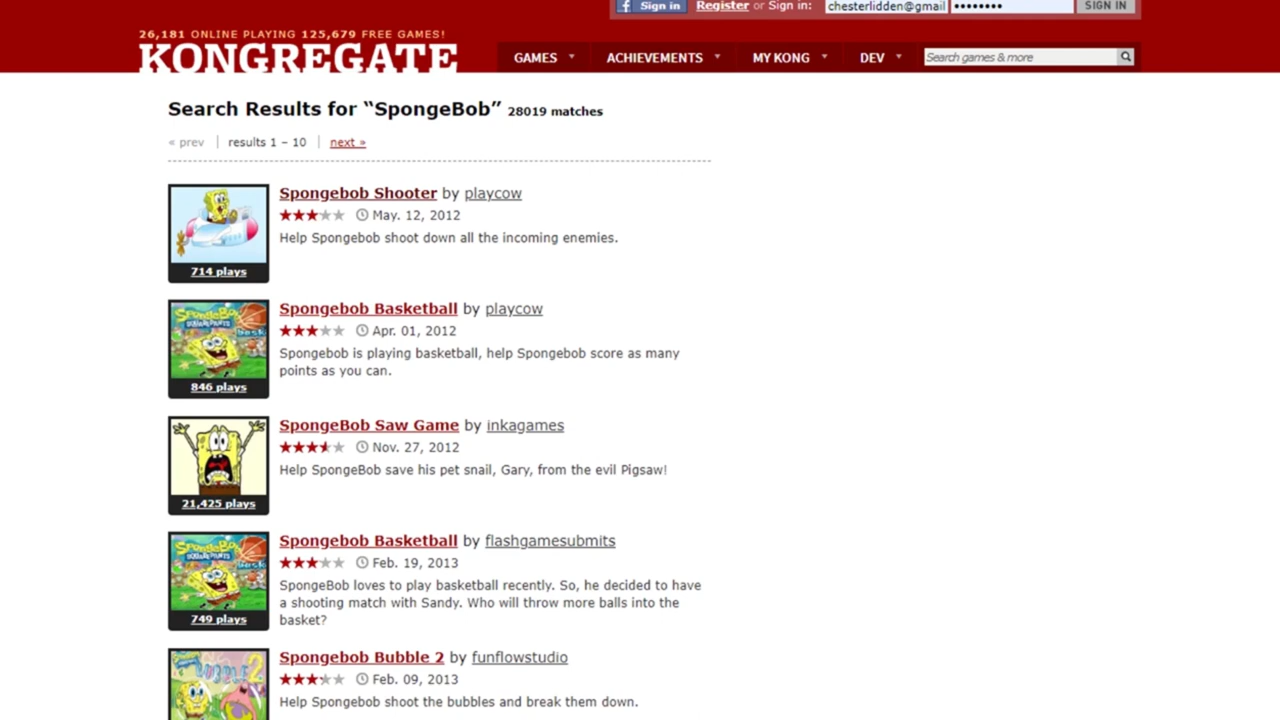 Sign in Register or Sign in: chesterlidden@gmail •••••••• SIGN IN
26,181 ONLINE PLAYING 125,679 FREE GAMES!
KONGREGATE
GAMES ACHIEVEMENTS MY KONG DEV Search games & more
Search Results for “SpongeBob” 28019 matches
« prev | results 1 – 10 | next »
Spongebob Shooter by playcow
May. 12, 2012
Help Spongebob shoot down all the incoming enemies.
714 plays
Spongebob Basketball by playcow
Apr. 01, 2012
Spongebob is playing basketball, help Spongebob score as many
points as you can.
SpongeBob
SQUAREPANTS
846 plays
SpongeBob Saw Game by inkagames
Nov. 27, 2012
Help SpongeBob save his pet snail, Gary, from the evil Pigsaw!
21,425 plays
Spongebob Basketball by flashgamesubmits
Feb. 19, 2013
SpongeBob loves to play basketball recently. So, he decided to have
a shooting match with Sandy. Who will throw more balls into the
basket?
SpongeBob
SQUAREPANTS
749 plays
Spongebob Bubble 2 by funflowstudio
Feb. 09, 2013
Help Spongebob shoot the bubbles and break them down.